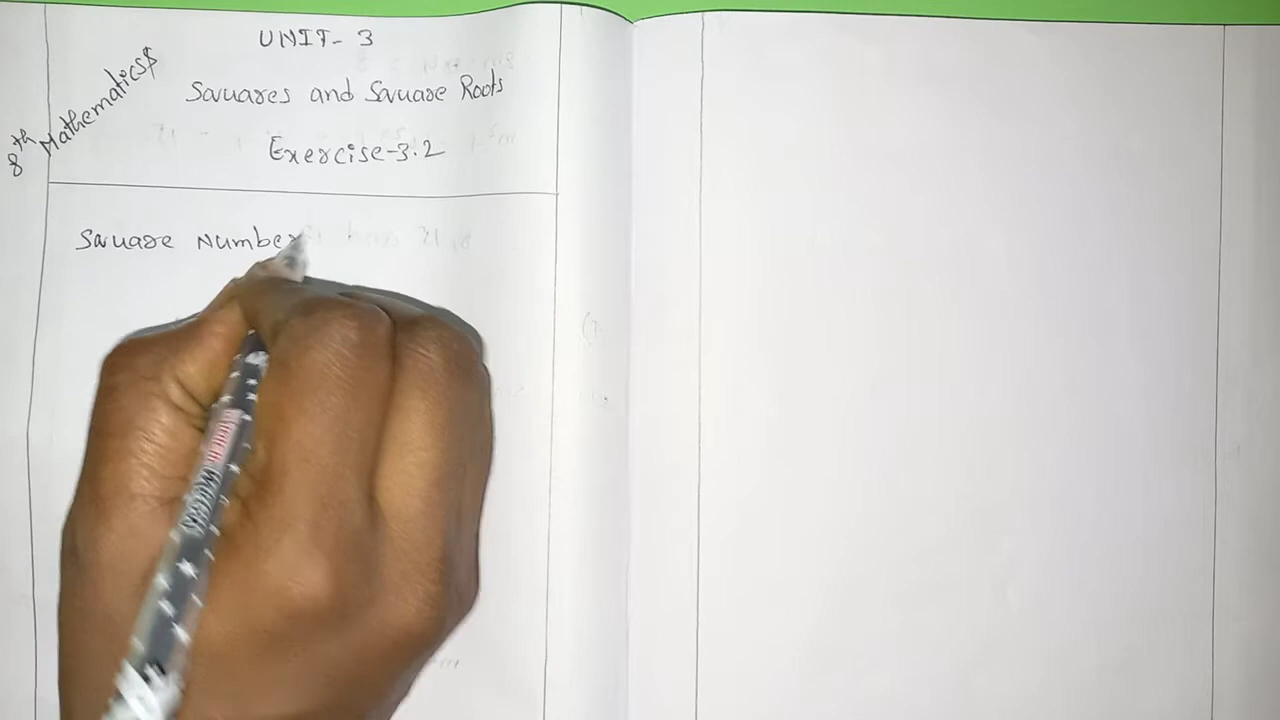 UNIT- 3
8th Mathematics
Squares and Square Roots
Exercise-3.2
Square Number